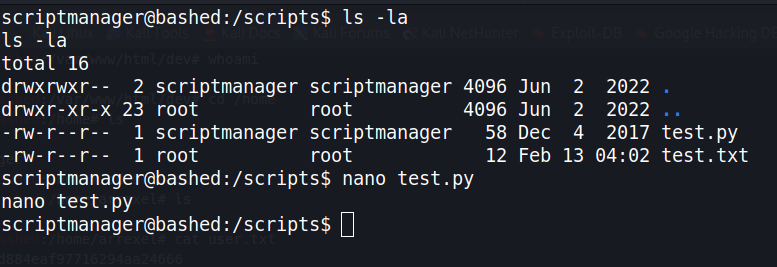 scriptmanager@bashed:/scripts$ ls -la
ls -la
total 16
drwxrwxr-- 2 scriptmanager scriptmanager 4096 Jun 2 2022 .
drwxr-xr-x 23 root root 4096 Jun 2 2022 ..
-rw-r--r-- 1 scriptmanager scriptmanager 58 Dec 4 2017 test.py
-rw-r--r-- 1 root root 12 Feb 13 04:02 test.txt
scriptmanager@bashed:/scripts$ nano test.py
nano test.py
scriptmanager@bashed:/scripts$